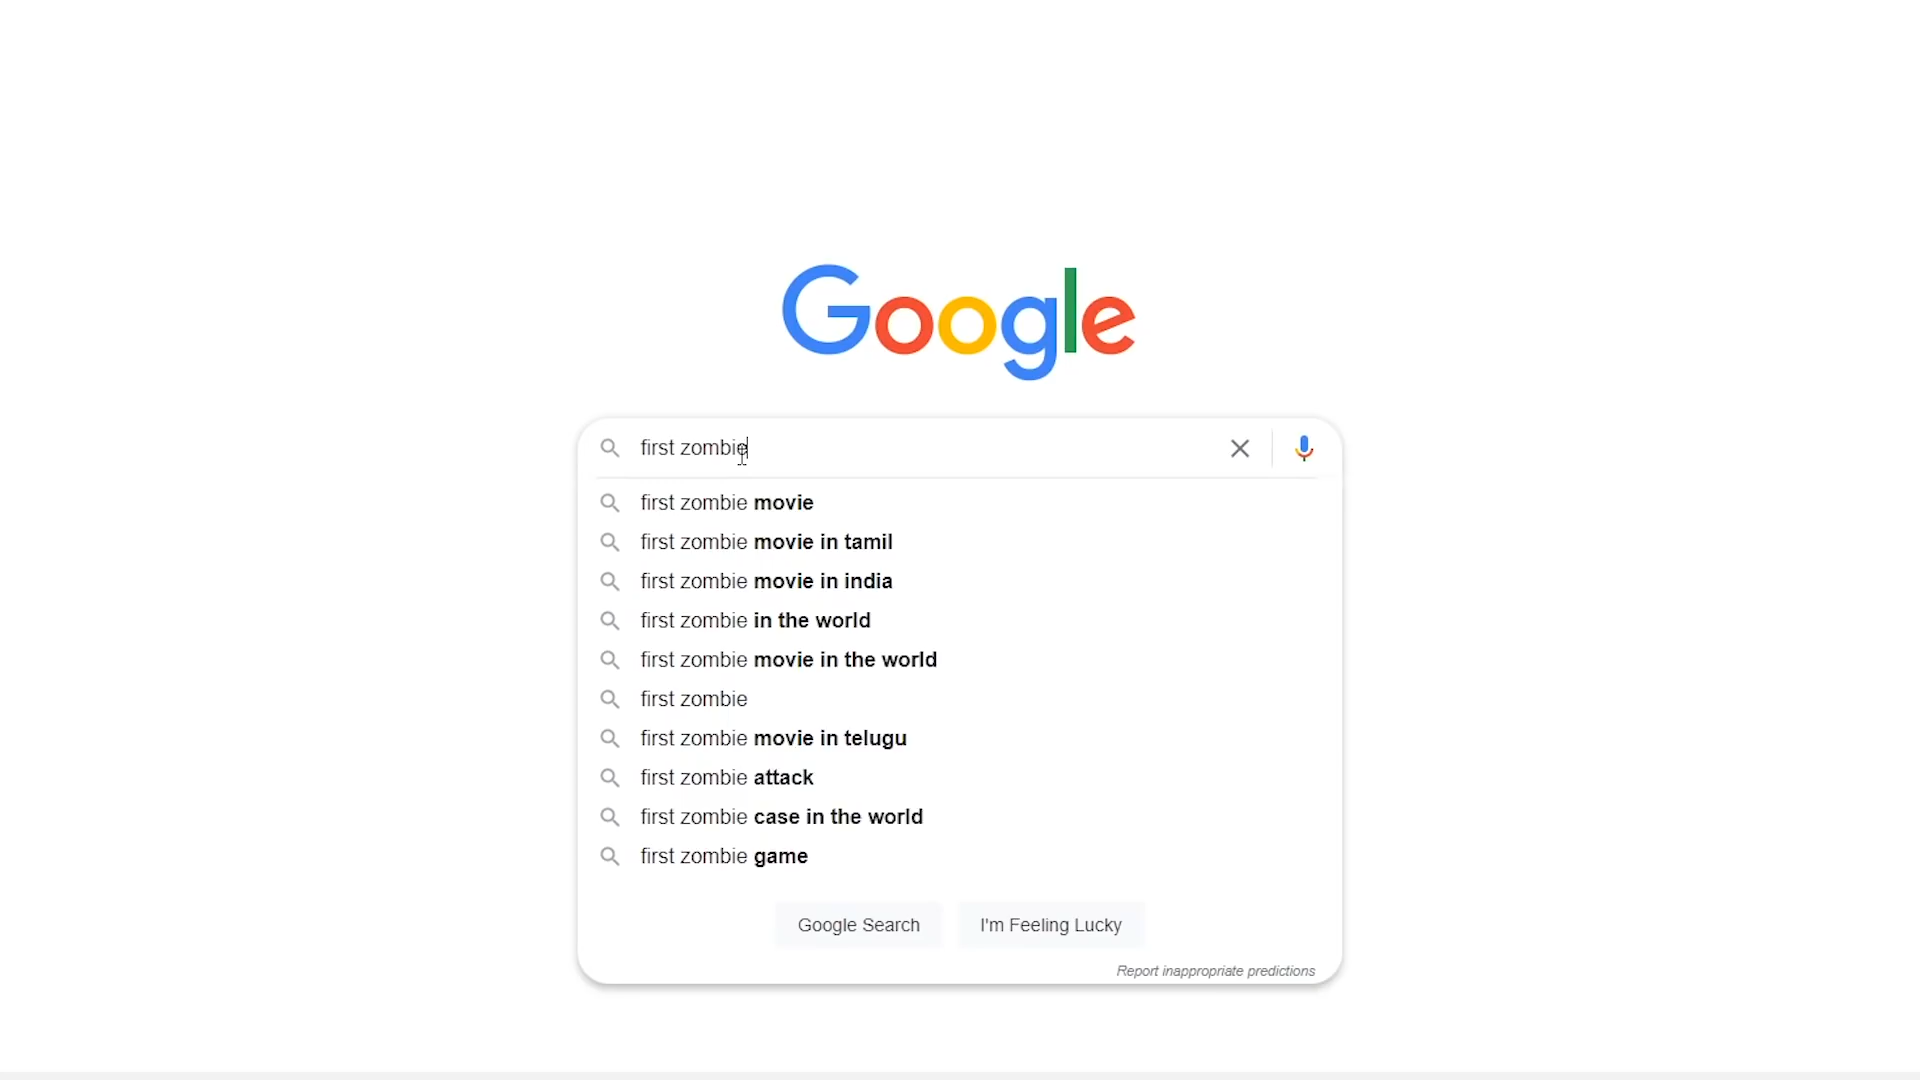 Google
first zombie
first zombie movie
first zombie movie in tamil
first zombie movie in india
first zombie in the world
first zombie movie in the world
first zombie
first zombie movie in telugu
first zombie attack
first zombie case in the world
first zombie game
Google Search I'm Feeling Lucky
Report inappropriate predictions